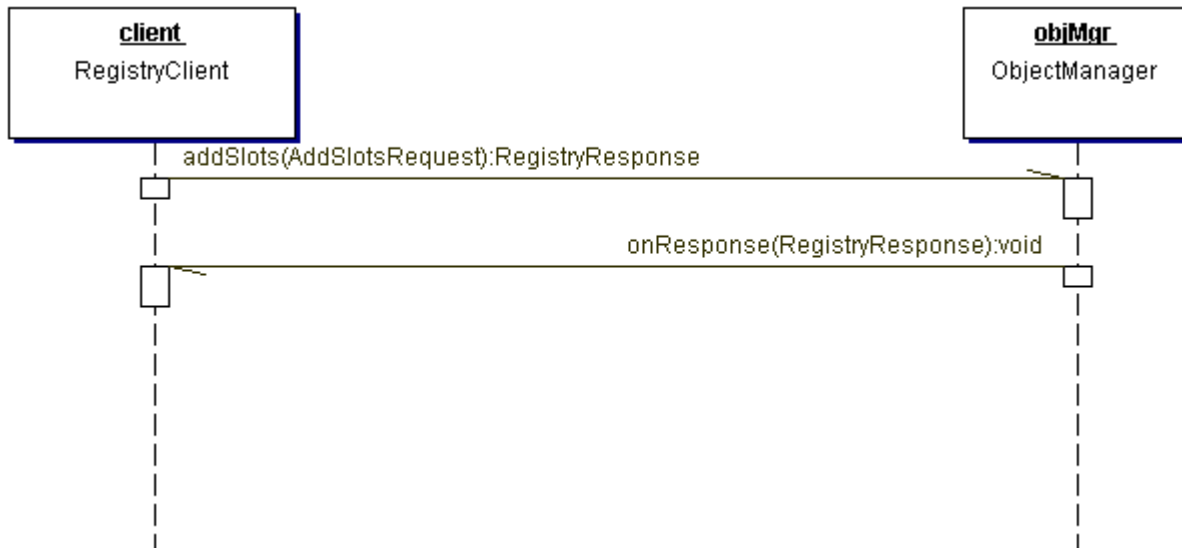 client
RegistryClient
objMgr
ObjectManager
addSlots(AddSlotsRequest):RegistryResponse
onResponse(RegistryResponse):void